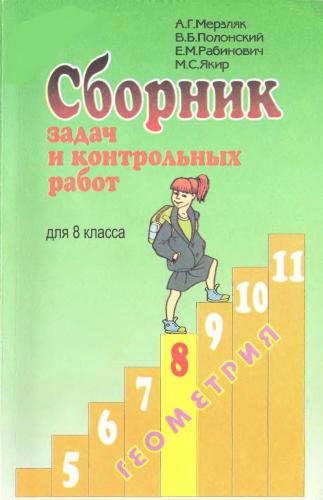 А.Г.Мерзляк
В.Б.Полонский
Е.М.Рабинович
М.С.Якир
Сборник
задач
и контрольных
работ
для 8 класса
5
6
7
8
9
10
11
ГЕОМЕТРИЯ